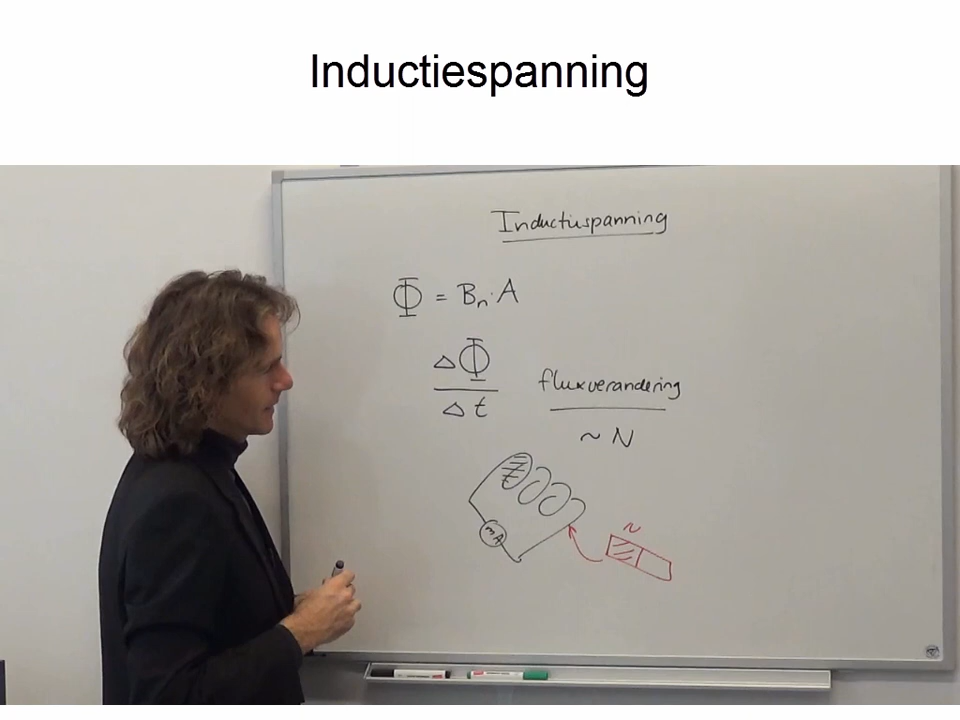 Inductiespanning
Inductiespanning
Φ = Bn · A
ΔΦ
Δt
fluxverandering
~ N
mA
N